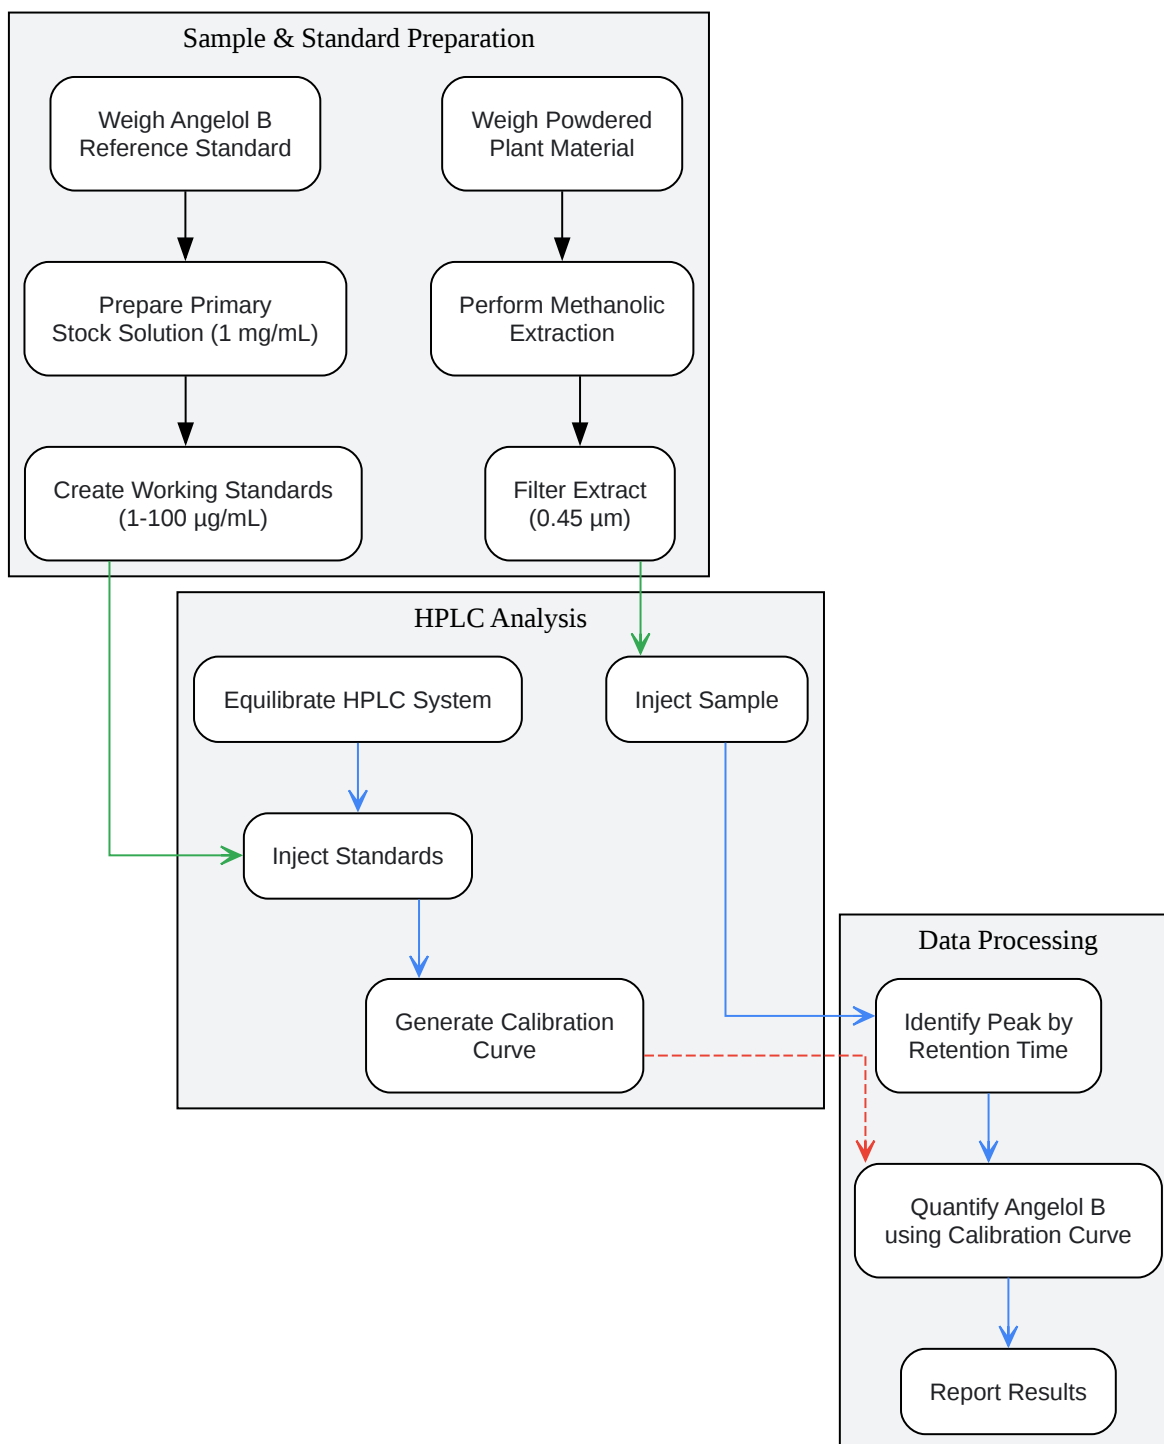 Sample & Standard Preparation
Weigh Angelol B
Reference Standard
Weigh Powdered
Plant Material
Prepare Primary
Stock Solution (1 mg/mL)
Perform Methanolic
Extraction
Create Working Standards
(1-100 µg/mL)
Filter Extract
(0.45 µm)
HPLC Analysis
Equilibrate HPLC System
Inject Sample
Inject Standards
Generate Calibration
Curve
Data Processing
Identify Peak by
Retention Time
Quantify Angelol B
using Calibration Curve
Report Results